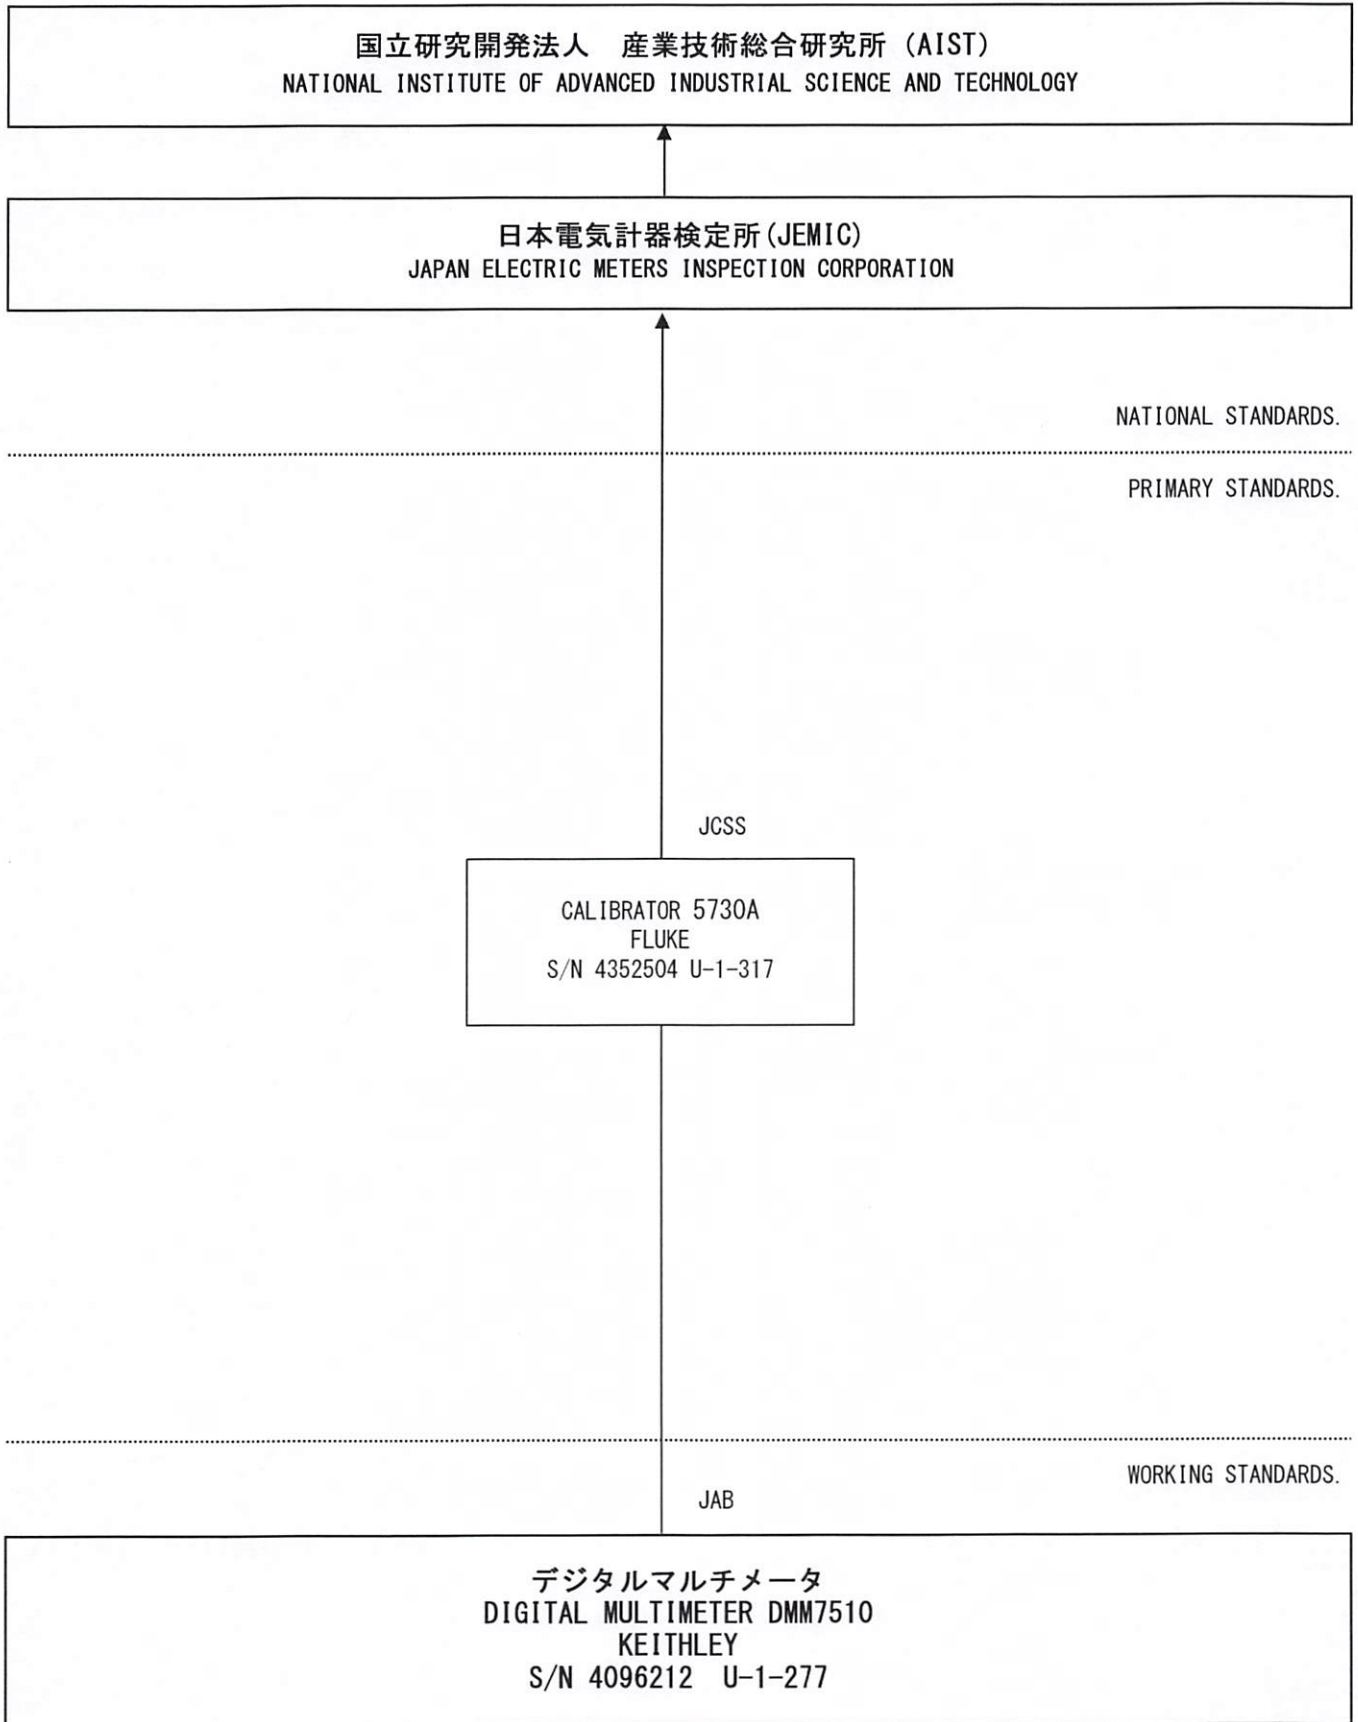 国立研究開発法人　産業技術総合研究所 (AIST)
NATIONAL INSTITUTE OF ADVANCED INDUSTRIAL SCIENCE AND TECHNOLOGY
日本電気計器検定所(JEMIC)
JAPAN ELECTRIC METERS INSPECTION CORPORATION
NATIONAL STANDARDS.
PRIMARY STANDARDS.
JCSS
CALIBRATOR 5730A
FLUKE
S/N 4352504 U-1-317
WORKING STANDARDS.
JAB
デジタルマルチメータ
DIGITAL MULTIMETER DMM7510
KEITHLEY
S/N 4096212 U-1-277